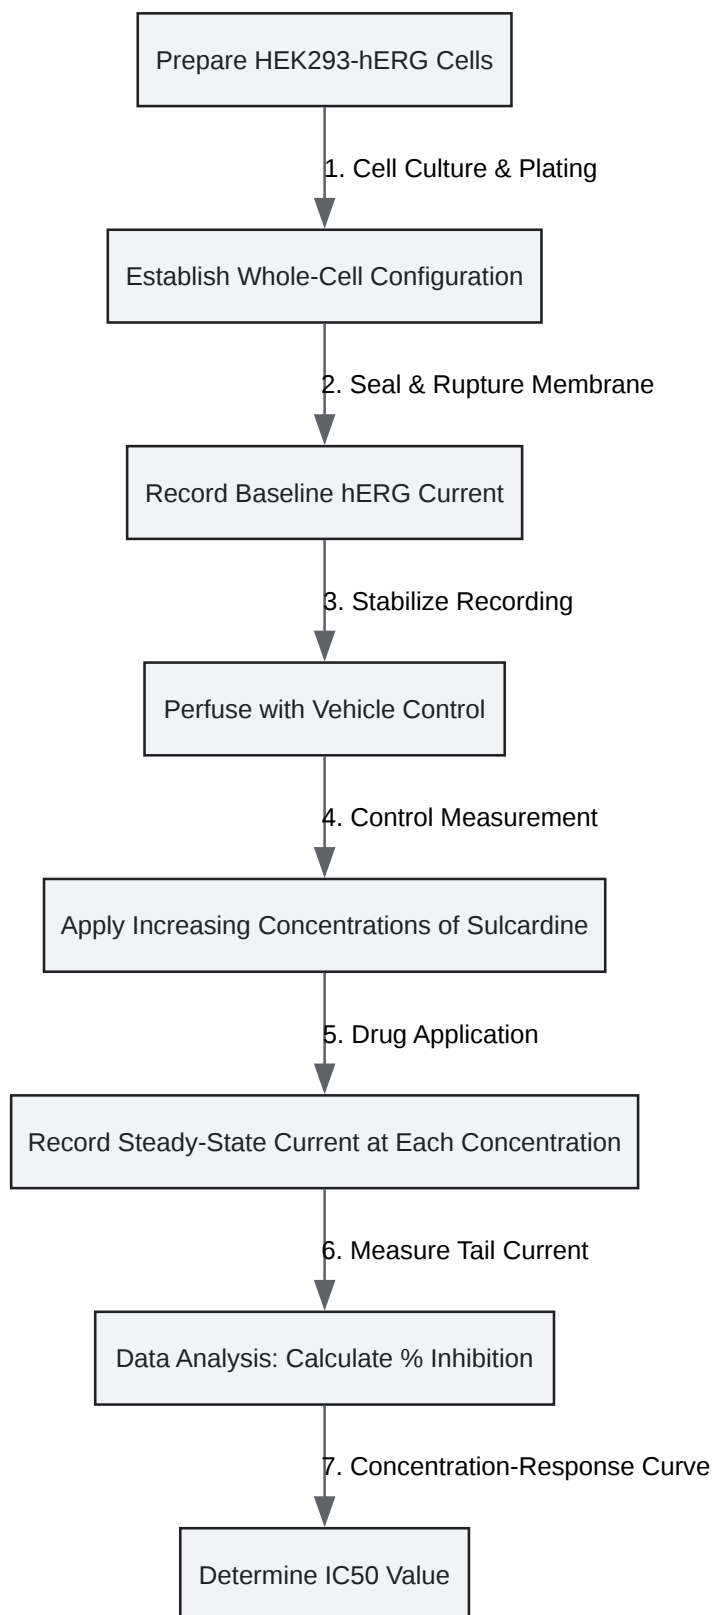 Prepare HEK293-hERG Cells
1. Cell Culture & Plating
Establish Whole-Cell Configuration
2. Seal & Rupture Membrane
Record Baseline hERG Current
3. Stabilize Recording
Perfuse with Vehicle Control
4. Control Measurement
Apply Increasing Concentrations of Sulcardine
5. Drug Application
Record Steady-State Current at Each Concentration
6. Measure Tail Current
Data Analysis: Calculate % Inhibition
7. Concentration-Response Curve
Determine IC50 Value